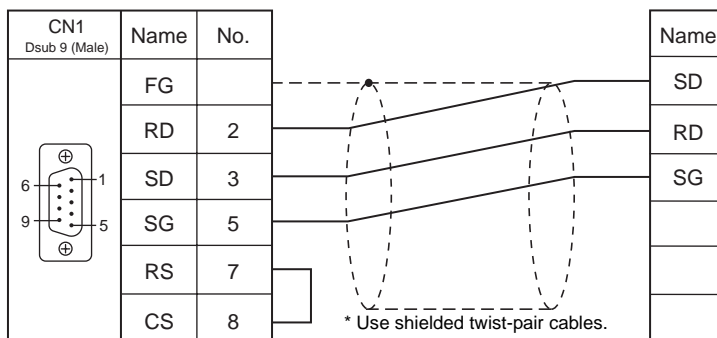 CN1
Dsub 9 (Male)
Name
No.
Name
FG
SD
RD
2
RD
SD
3
SG
SG
5
RS
7
CS
8
6
1
9
5
* Use shielded twist-pair cables.